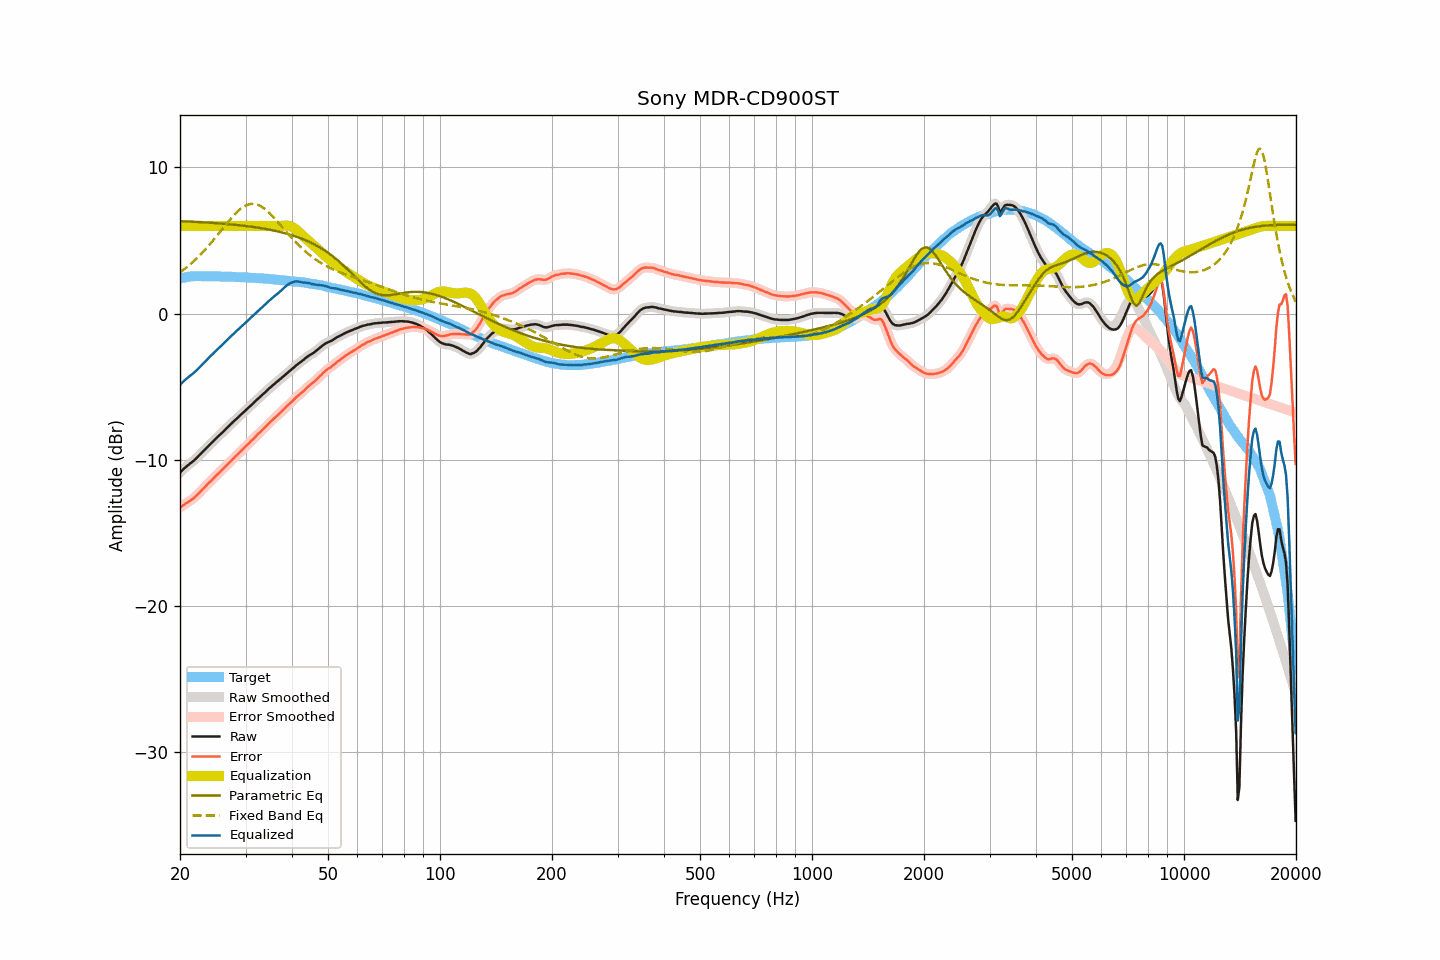 Sony MDR-CD900ST
Amplitude (dBr)
10
0
−10
−20
−30
Target
Raw Smoothed
Error Smoothed
Raw
Error
Equalization
Parametric Eq
Fixed Band Eq
Equalized
20 50 100 200 500 1000 2000 5000 10000 20000
Frequency (Hz)